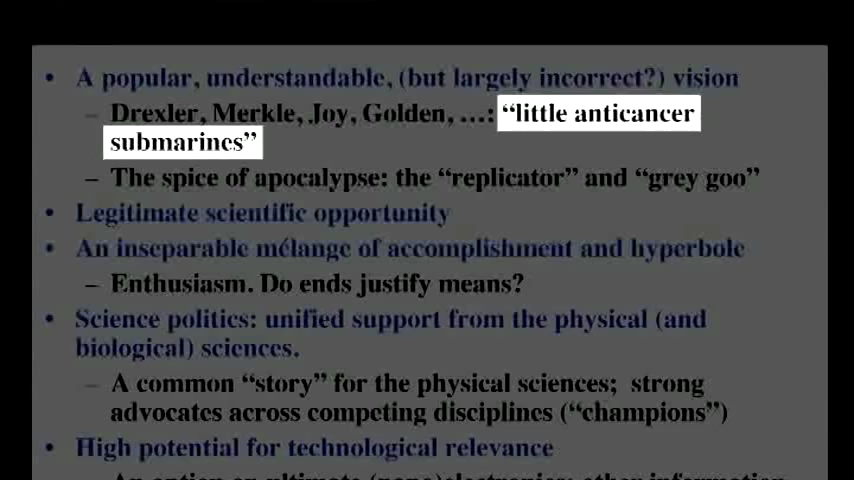 • A popular, understandable, (but largely incorrect?) vision
– Drexler, Merkle, Joy, Golden, …: “little anticancer
submarines”
– The spice of apocalypse: the “replicator” and “grey goo”
• Legitimate scientific opportunity
• An inseparable mélange of accomplishment and hyperbole
– Enthusiasm. Do ends justify means?
• Science politics: unified support from the physical (and
biological) sciences.
– A common “story” for the physical sciences; strong
advocates across competing disciplines (“champions”)
• High potential for technological relevance